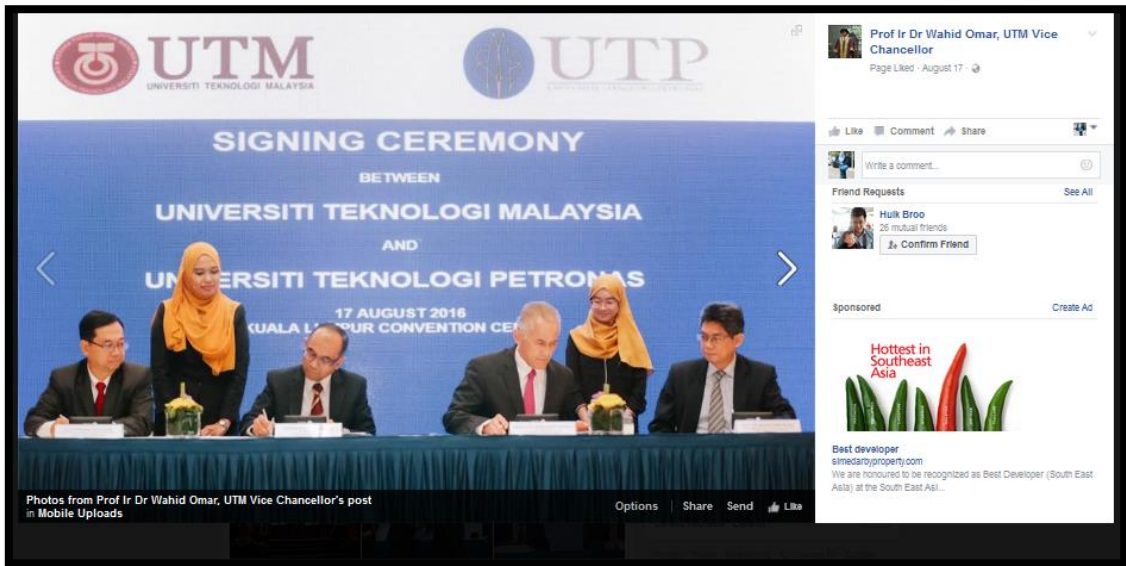 UTM
UNIVERSITI TEKNOLOGI MALAYSIA
UTP
SIGNING CEREMONY
BETWEEN
UNIVERSITI TEKNOLOGI MALAYSIA
AND
UN ERSITI TEKNOLOGI PETRONAS
17 AUGUST 2016
KUALA L PUR CONVENTION CE
Photos from Prof Ir Dr Wahid Omar, UTM Vice Chancellor's post
in Mobile Uploads
Options Share Send Like
Prof Ir Dr Wahid Omar, UTM Vice
Chancellor
Page Liked · August 17 ·
Like Comment Share
Write a comment...
Friend Requests See All
Hulk Broo
26 mutual friends
Confirm Friend
Sponsored Create Ad
Hottest in
Southeast
Asia
Best developer
simedarbyproperty.com
We are honoured to be recognized as Best Developer (South East
Asia) at the South East Asi...